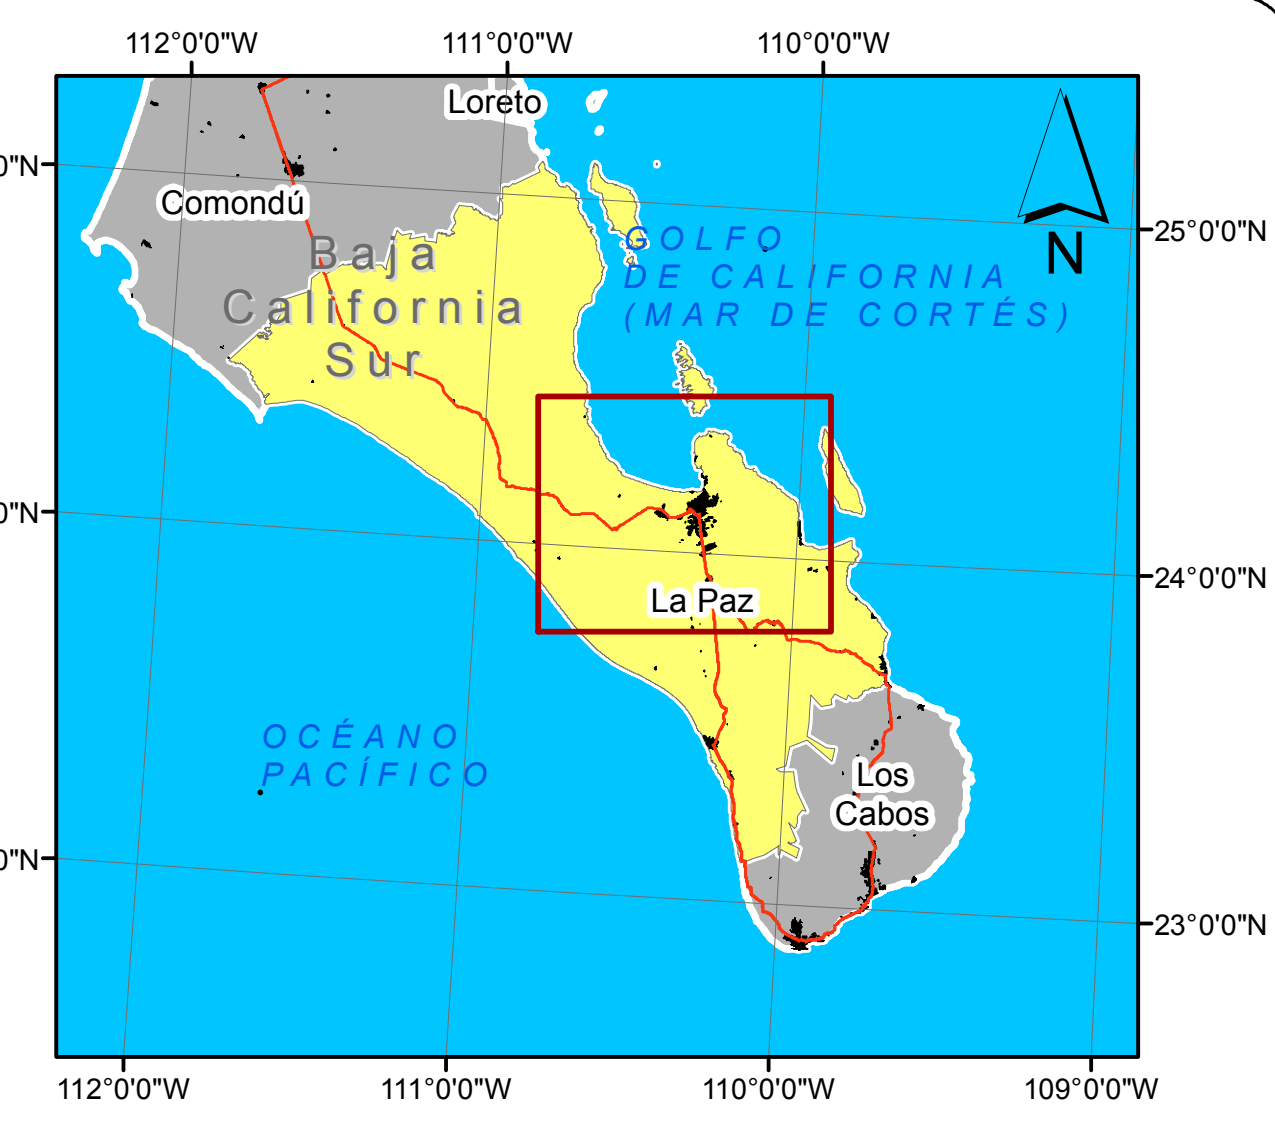 112°0'0"W 111°0'0"W 110°0'0"W
Loreto
0"N
Comondú
N
25°0'0"N
GOLFO
DE CALIFORNIA
(MAR DE CORTÉS)
Baja
California
Sur
0"N
24°0'0"N
La Paz
OCÉANO
PACÍFICO
Los
Cabos
0"N
23°0'0"N
112°0'0"W 111°0'0"W 110°0'0"W 109°0'0"W